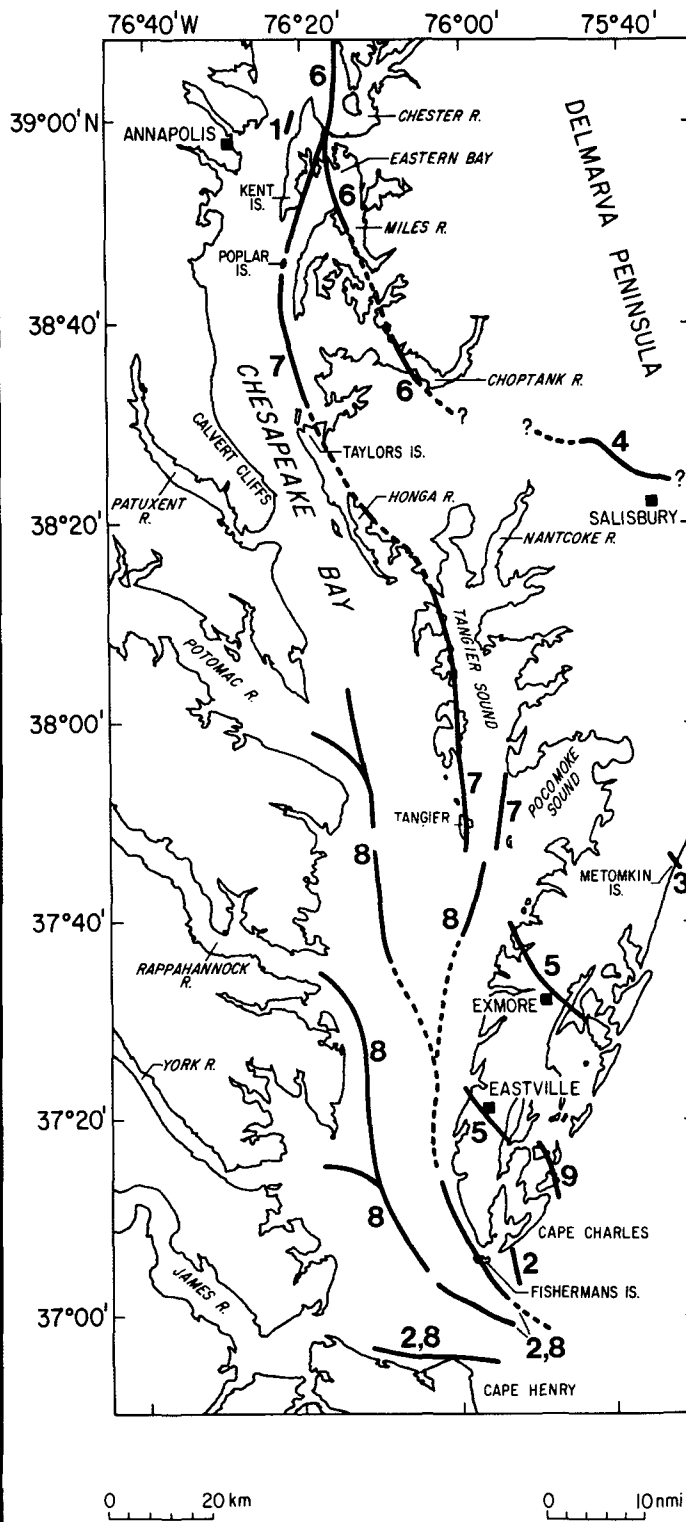 76°40'W 76°20' 76°00' 75°40'
6
39°00'N
1
CHESTER R.
ANNAPOLIS
DELMARVA PENINSULA
EASTERN BAY
KENT
IS.
6
MILES R.
POPLAR
IS.
38°40'
7
6
CHOPTANK R.
?
?
4
?
CHESAPEAKE
BAY
CALVERT CLIFFS
TAYLORS IS.
PATUXENT
R.
HONGA R.
SALISBURY
38°20'
NANTCOKE R.
TANGIER
SOUND
POTOMAC R.
38°00'
POCOMOKE
SOUND
7
7
TANGIER
8
METOMKIN
IS.
3
37°40'
8
RAPPAHANNOCK
R.
5
EXMORE
8
YORK R.
EASTVILLE
37°20'
5
9
8
CAPE CHARLES
2
JAMES R.
FISHERMANS IS.
37°00'
2,8
2,8
CAPE HENRY
0 20 km
0 10 nmi